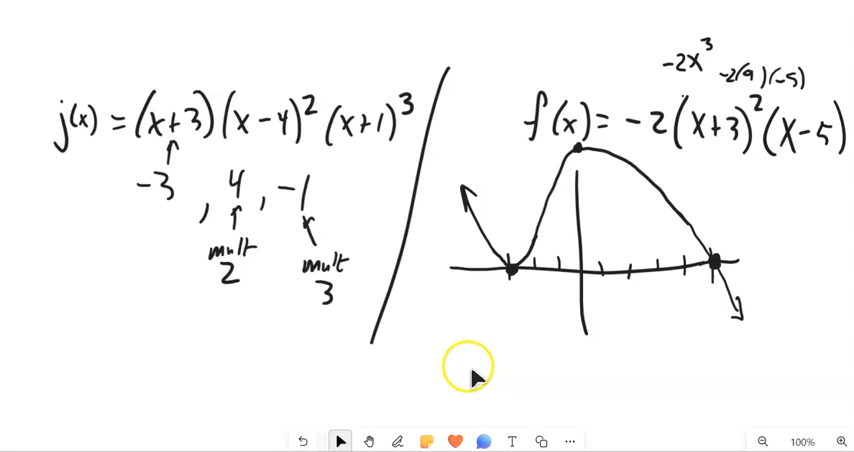 j(x) = (x+3)(x-4)² (x+1)³
-3 , 4 , -1
mult
2
mult
3
-2x³
-2(9)(-5)
f(x) = -2(x+3)²(x-5)
T
100%